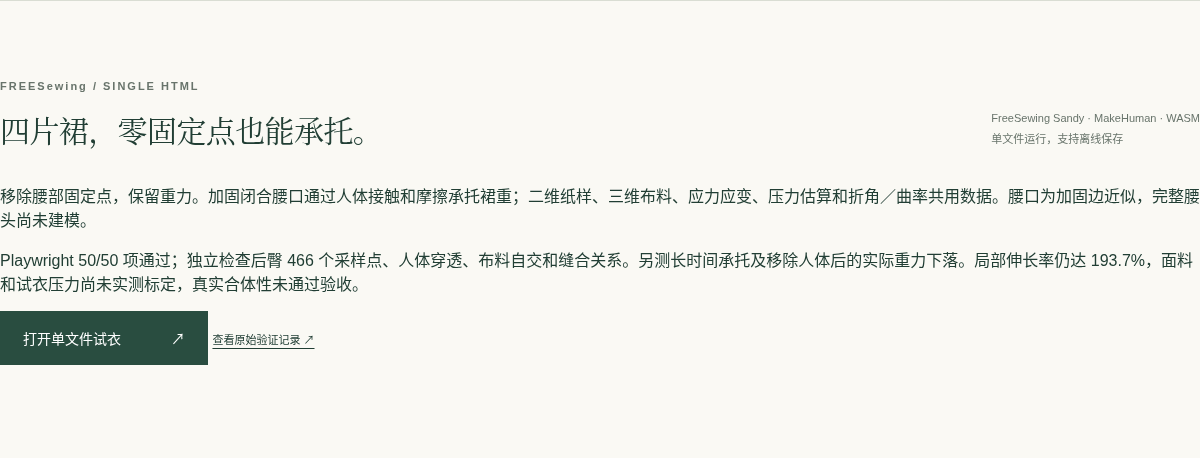 FREESewing / SINGLE HTML
四片裙，零固定点也能承托。
FreeSewing Sandy · MakeHuman · WASM
单文件运行，支持离线保存
移除腰部固定点，保留重力。加固闭合腰口通过人体接触和摩擦承托裙重；二维纸样、三维布料、应力应变、压力估算和折角／曲率共用数据。腰口为加固边近似，完整腰
头尚未建模。
Playwright 50/50 项通过；独立检查后臀 466 个采样点、人体穿透、布料自交和缝合关系。另测长时间承托及移除人体后的实际重力下落。局部伸长率仍达 193.7%，面料
和试衣压力尚未实测标定，真实合体性未通过验收。
打开单文件试衣 ↗
查看原始验证记录 ↗